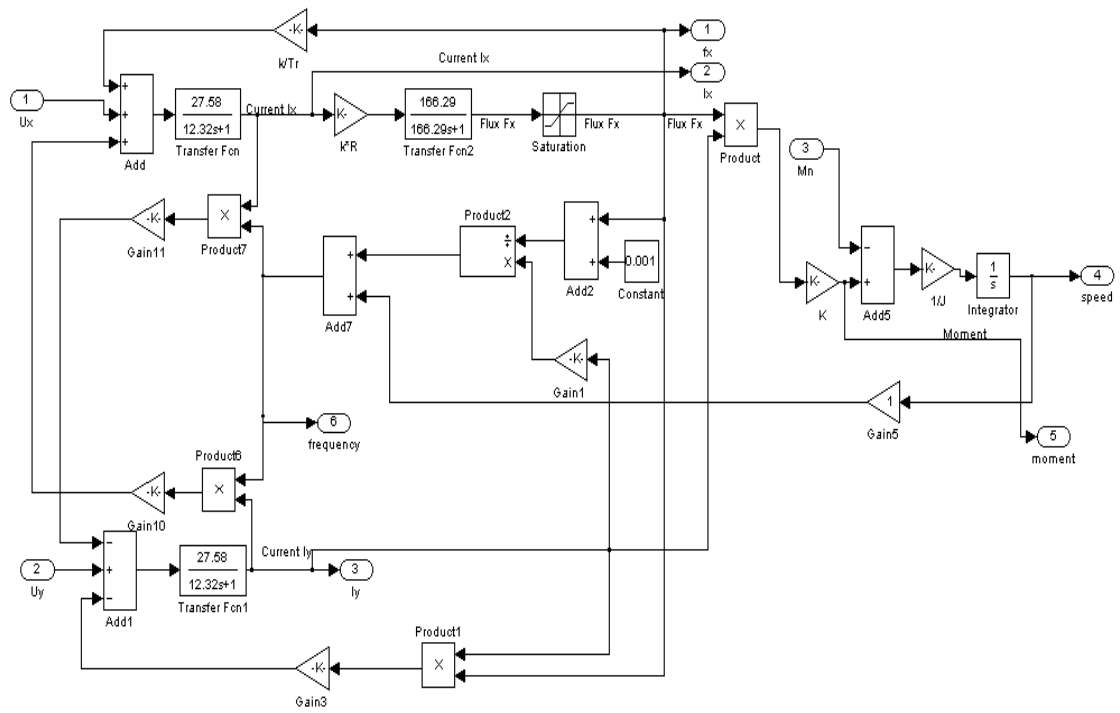 -K-
k/Tr
1
fx
Current Ix
2
Ix
1
Ux
+
+
+
Add
27.58
12.32s+1
Transfer Fcn
Current Ix
K-
k*R
166.29
166.29s+1
Transfer Fcn2
Flux Fx
Saturation
Flux Fx
Flux Fx
X
Product
3
Mn
-K-
Gain11
X
Product7
Product2
÷
X
+
+
Add2
0.001
Constant
+
+
Add7
K-
K
−
+
Add5
K-
1/J
1
s
Integrator
4
speed
Moment
-K-
Gain1
1
Gain5
6
frequency
5
moment
Product6
X
-K-
Gain10
2
Uy
−
+
−
Add1
27.58
12.32s+1
Transfer Fcn1
Current Iy
3
Iy
Product1
X
-K-
Gain3